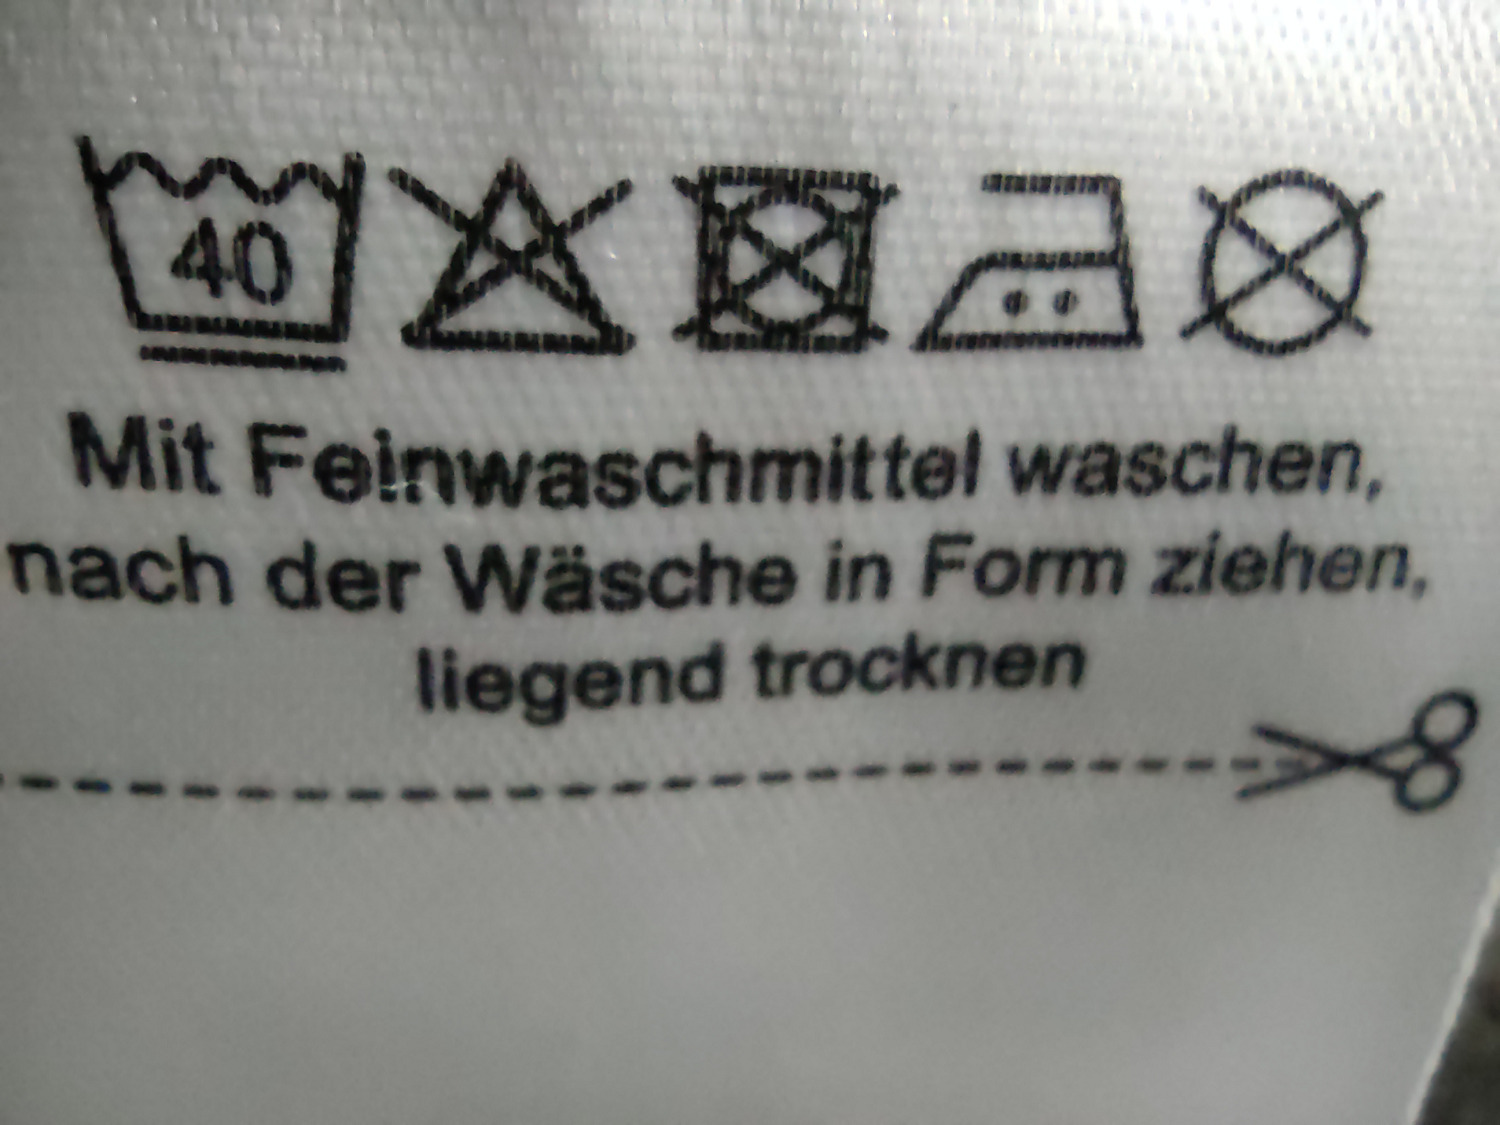 40
Mit Feinwaschmittel waschen,
nach der Wäsche in Form ziehen,
liegend trocknen